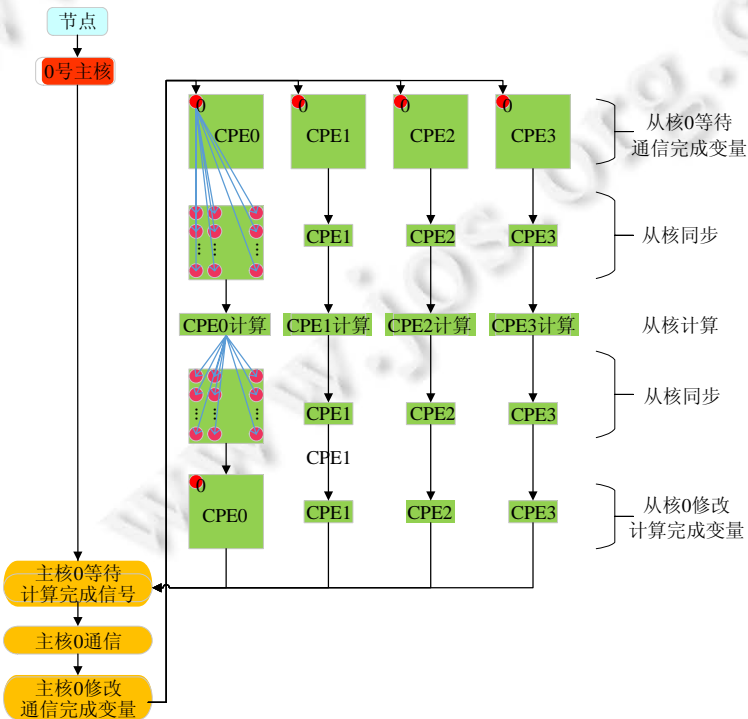 节点
0号主核
0
CPE0
0
CPE1
0
CPE2
0
CPE3
从核0等待
通信完成变量
CPE1
CPE2
CPE3
从核同步
CPE0计算
CPE1计算
CPE2计算
CPE3计算
从核计算
CPE1
CPE2
CPE3
从核同步
CPE1
0
CPE0
CPE1
CPE2
CPE3
从核0修改
计算完成变量
主核0等待
计算完成信号
主核0通信
主核0修改
通信完成变量
www.jos.org.c